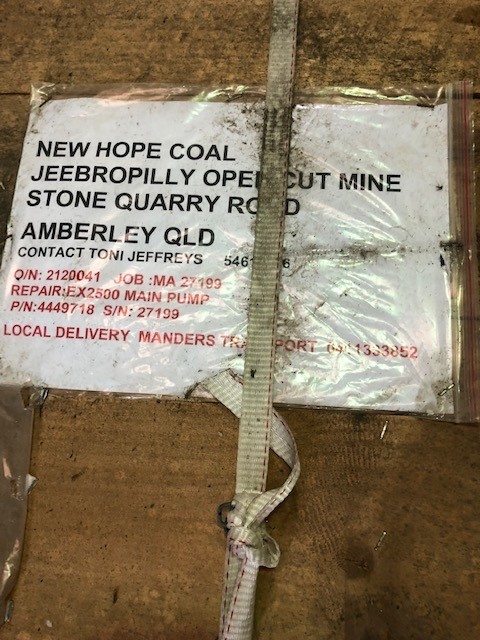 NEW HOPE COAL
JEEBROPILLY OPEN CUT MINE
STONE QUARRY ROAD
AMBERLEY QLD
CONTACT TONI JEFFREYS
O/N: 2120041 JOB :MA 27199
REPAIR:EX2500 MAIN PUMP
P/N:4449718 S/N: 27199
LOCAL DELIVERY MANDERS TRANSPORT